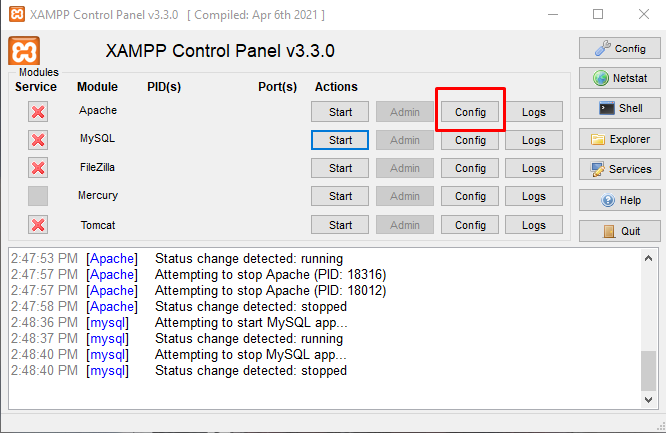 XAMPP Control Panel v3.3.0 [ Compiled: Apr 6th 2021 ]
XAMPP Control Panel v3.3.0
Config
Modules
Service Module PID(s) Port(s) Actions
Netstat
Apache Start Admin Config Logs
Shell
MySQL Start Admin Config Logs
Explorer
FileZilla Start Admin Config Logs
Services
Mercury Start Admin Config Logs
Help
Tomcat Start Admin Config Logs
Quit
2:47:53 PM [Apache] Status change detected: running
2:47:57 PM [Apache] Attempting to stop Apache (PID: 18316)
2:47:57 PM [Apache] Attempting to stop Apache (PID: 18012)
2:47:58 PM [Apache] Status change detected: stopped
2:48:36 PM [mysql] Attempting to start MySQL app...
2:48:37 PM [mysql] Status change detected: running
2:48:40 PM [mysql] Attempting to stop MySQL app...
2:48:40 PM [mysql] Status change detected: stopped